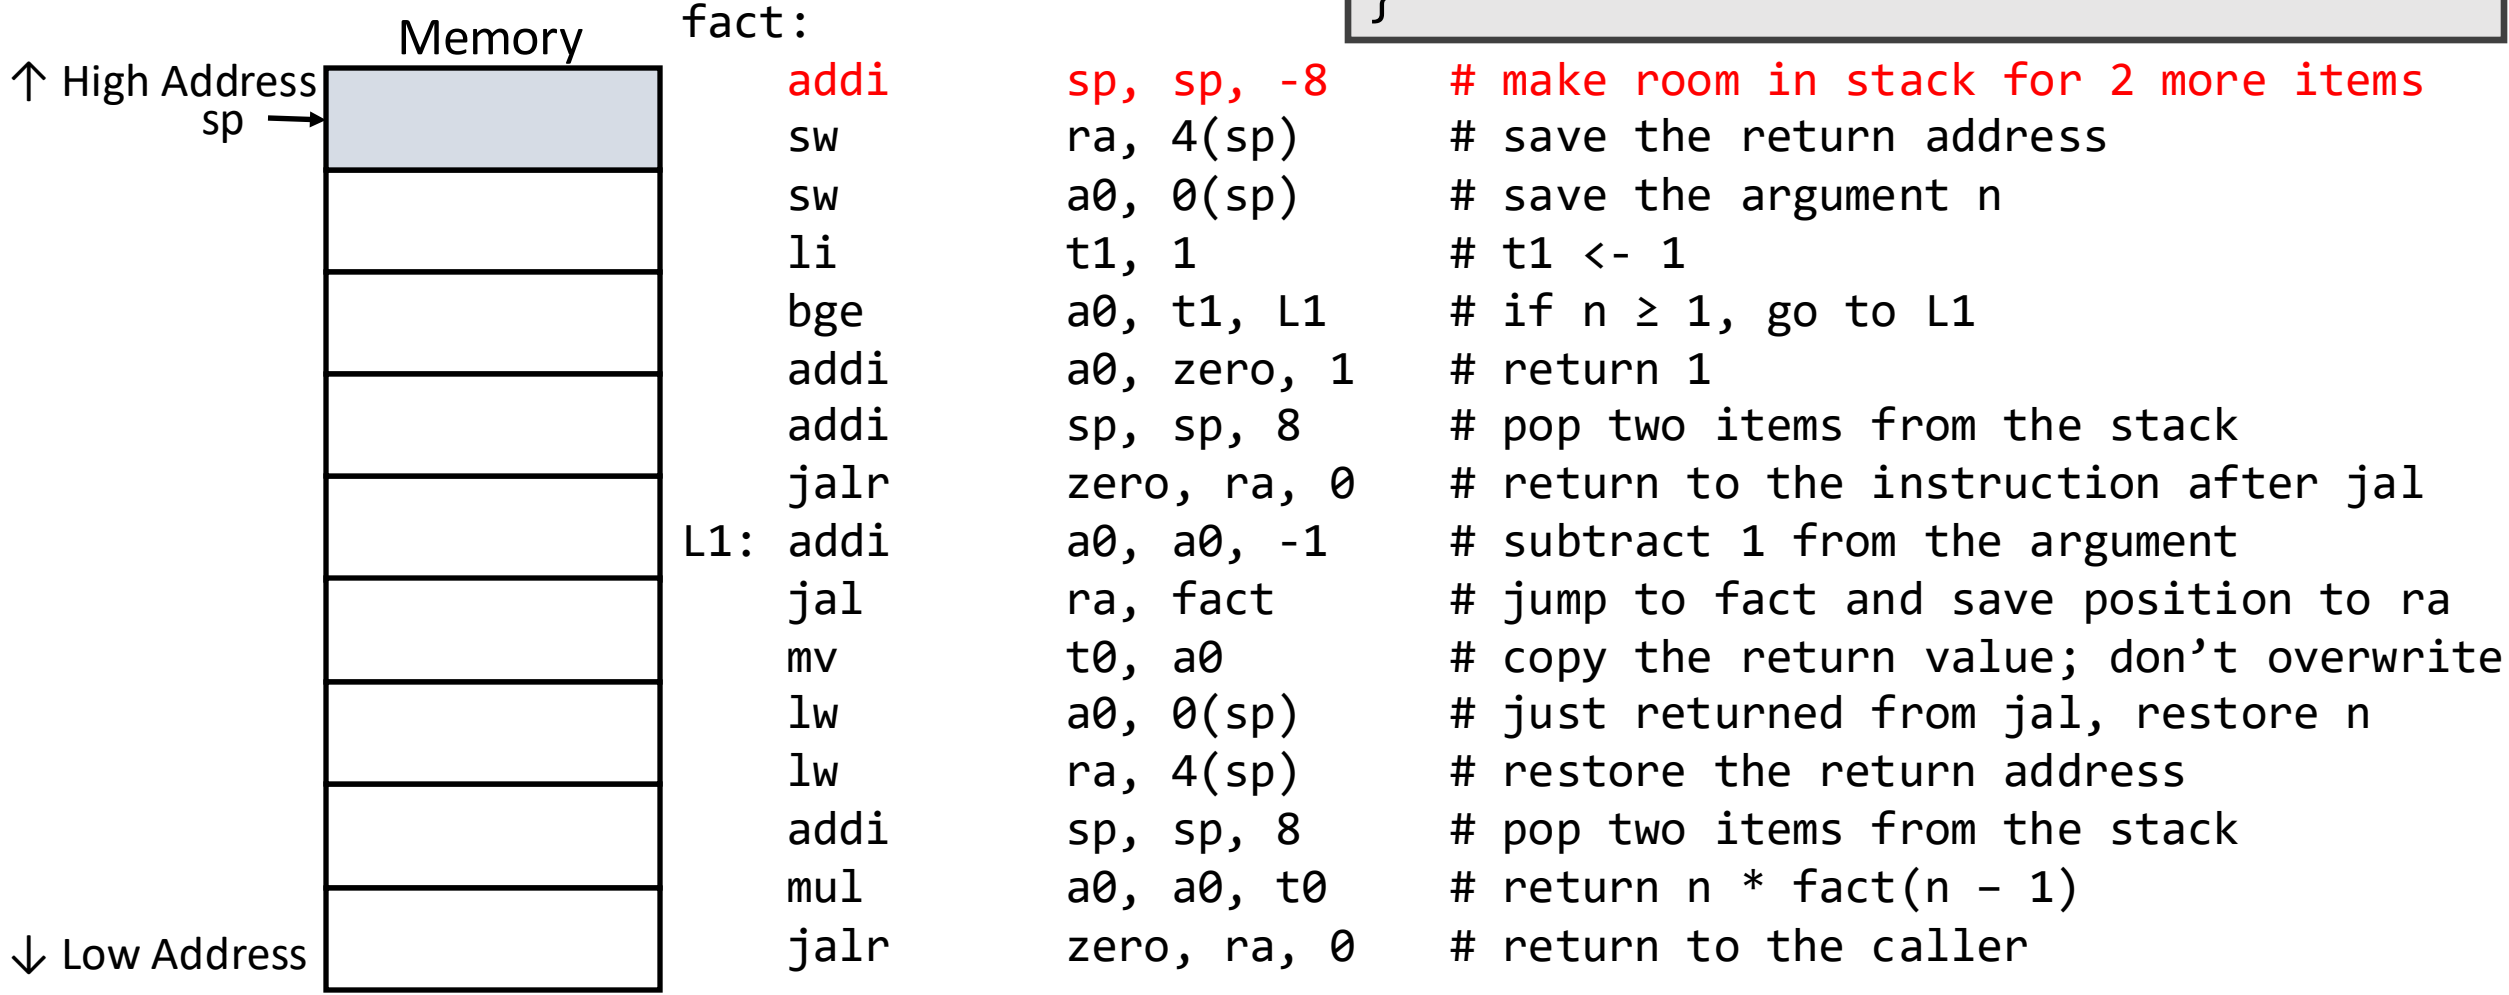 }
Memory
↑ High Address
sp
↓ Low Address
fact:
addi sp, sp, -8 # make room in stack for 2 more items
sw ra, 4(sp) # save the return address
sw a0, 0(sp) # save the argument n
li t1, 1 # t1 <- 1
bge a0, t1, L1 # if n ≥ 1, go to L1
addi a0, zero, 1 # return 1
addi sp, sp, 8 # pop two items from the stack
jalr zero, ra, 0 # return to the instruction after jal
L1: addi a0, a0, -1 # subtract 1 from the argument
jal ra, fact # jump to fact and save position to ra
mv t0, a0 # copy the return value; don’t overwrite
lw a0, 0(sp) # just returned from jal, restore n
lw ra, 4(sp) # restore the return address
addi sp, sp, 8 # pop two items from the stack
mul a0, a0, t0 # return n * fact(n – 1)
jalr zero, ra, 0 # return to the caller